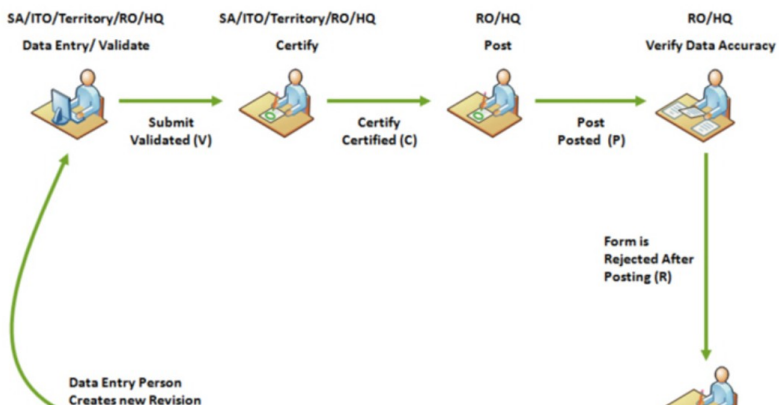 SA/ITO/Territory/RO/HQ
Data Entry/ Validate
SA/ITO/Territory/RO/HQ
Certify
RO/HQ
Post
RO/HQ
Verify Data Accuracy
Submit
Validated (V)
Certify
Certified (C)
Post
Posted (P)
Form is
Rejected After
Posting (R)
Data Entry Person
Creates new Revision